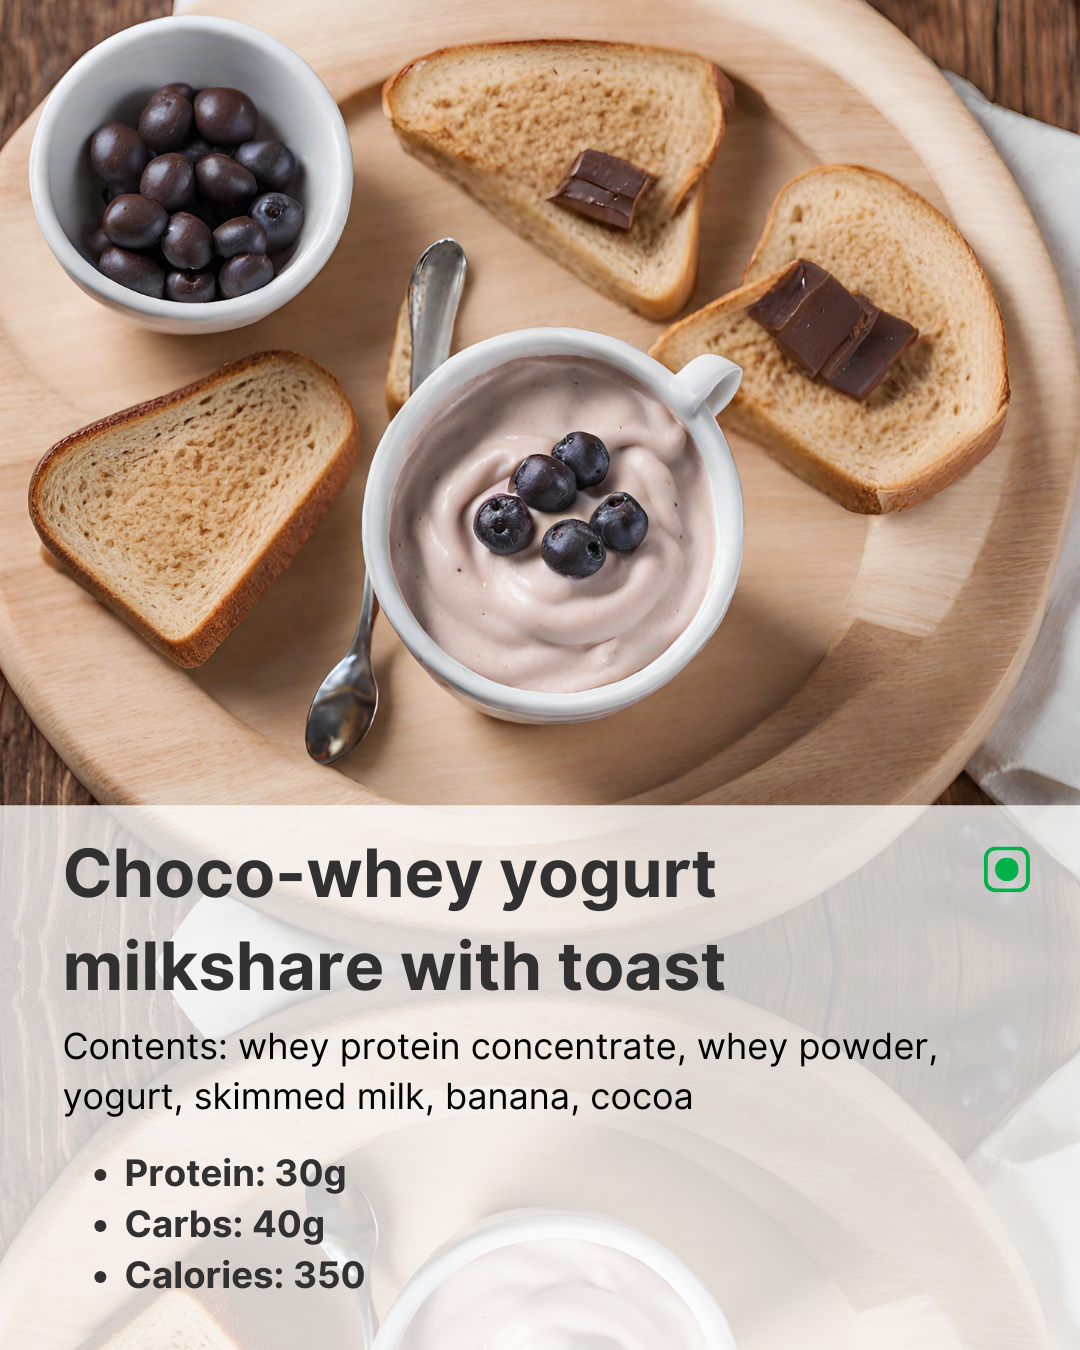 Choco-whey yogurt
milkshare with toast
Contents: whey protein concentrate, whey powder,
yogurt, skimmed milk, banana, cocoa
• Protein: 30g
• Carbs: 40g
• Calories: 350